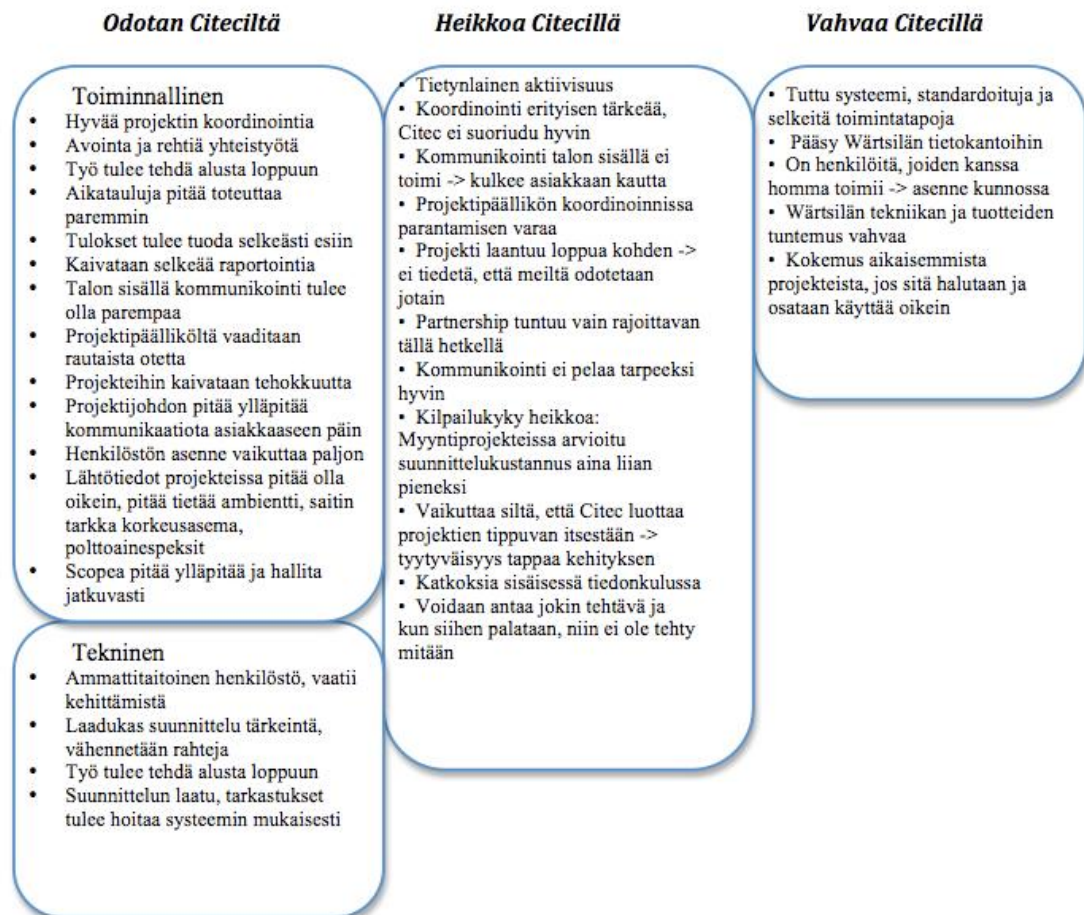 Odotan Citeciltä
Heikkoa Citecillä
Vahvaa Citecillä
Toiminnallinen
• Hyvää projektin koordinointia
• Avointa ja rehtiä yhteistyötä
• Työ tulee tehdä alusta loppuun
• Aikatauluja pitää toteuttaa
paremmin
• Tulokset tulee tuoda selkeästi esiin
• Kaivataan selkeää raportointia
• Talon sisällä kommunikointi tulee
olla parempaa
• Projektipäälliköltä vaaditaan
rautaista otetta
• Projekteihin kaivataan tehokkuutta
• Projektijohdon pitää ylläpitää
kommunikaatiota asiakkaaseen päin
• Henkilöstön asenne vaikuttaa paljon
• Lähtötiedot projekteissa pitää olla
oikein, pitää tietää ambientti, saitin
tarkka korkeusasema,
polttoainespeksit
• Scopea pitää ylläpitää ja hallita
jatkuvasti
Tekninen
• Ammattitaitoinen henkilöstö, vaatii
kehittämistä
• Laadukas suunnittelu tärkeintä,
vähennetään rahteja
• Työ tulee tehdä alusta loppuun
• Suunnittelun laatu, tarkastukset
tulee hoitaa systeemin mukaisesti
• Tietynlainen aktiivisuus
• Koordinointi erityisen tärkeää,
Citec ei suoriudu hyvin
• Kommunikointi talon sisällä ei
toimi -> kulkee asiakkaan kautta
• Projektipäällikön koordinoinnissa
parantamisen varaa
• Projekti laantuu loppua kohden ->
ei tiedetä, että meiltä odotetaan
jotain
• Partnership tuntuu vain rajoittavan
tällä hetkellä
• Kommunikointi ei pelaa tarpeeksi
hyvin
• Kilpailukyky heikkoa:
Myyntiprojekteissa arvioitu
suunnittelukustannus aina liian
pieneksi
• Vaikuttaa siltä, että Citec luottaa
projektien tippuvan itsestään ->
tyytyväisyys tappaa kehityksen
• Katkoksia sisäisessä tiedonkulussa
• Voidaan antaa jokin tehtävä ja
kun siihen palataan, niin ei ole tehty
mitään
• Tuttu systeemi, standardoituja ja
selkeitä toimintatapoja
• Pääsy Wärtsilän tietokantoihin
• On henkilöitä, joiden kanssa
homma toimii -> asenne kunnossa
• Wärtsilän tekniikan ja tuotteiden
tuntemus vahvaa
• Kokemus aikaisemmista
projekteista, jos sitä halutaan ja
osataan käyttää oikein